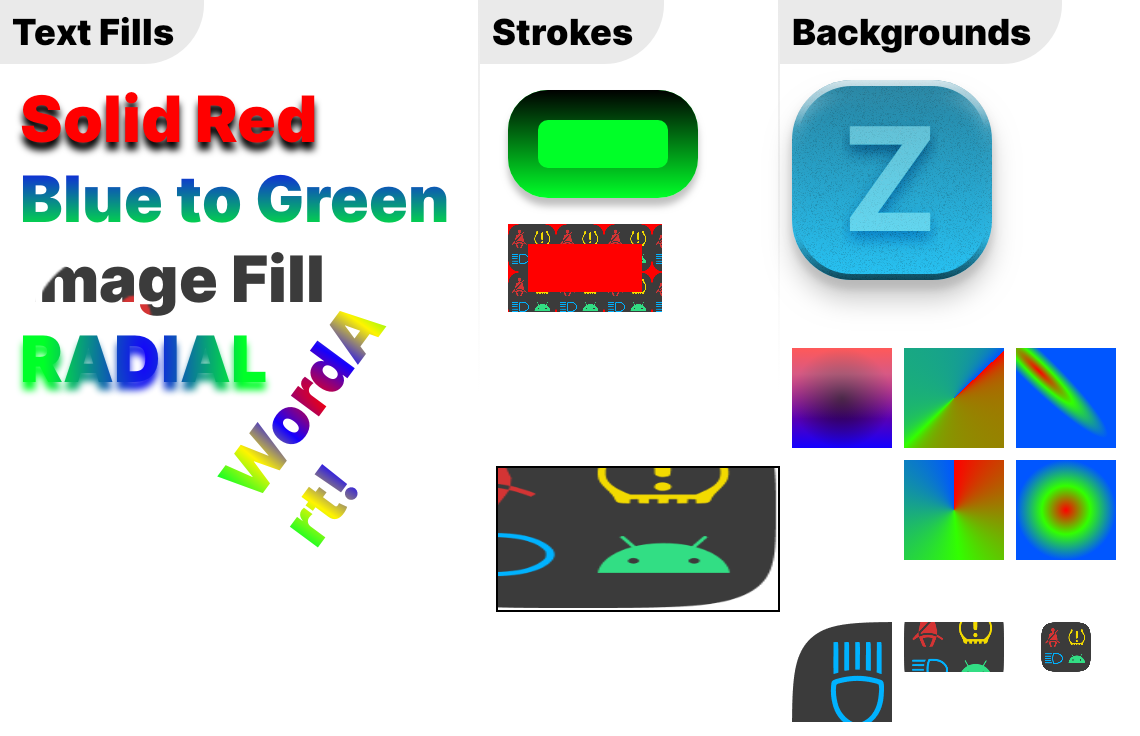 Text Fills
Strokes
Backgrounds
Solid Red
Blue to Green
mage Fill
RADIAL
WordA
rt!
Z